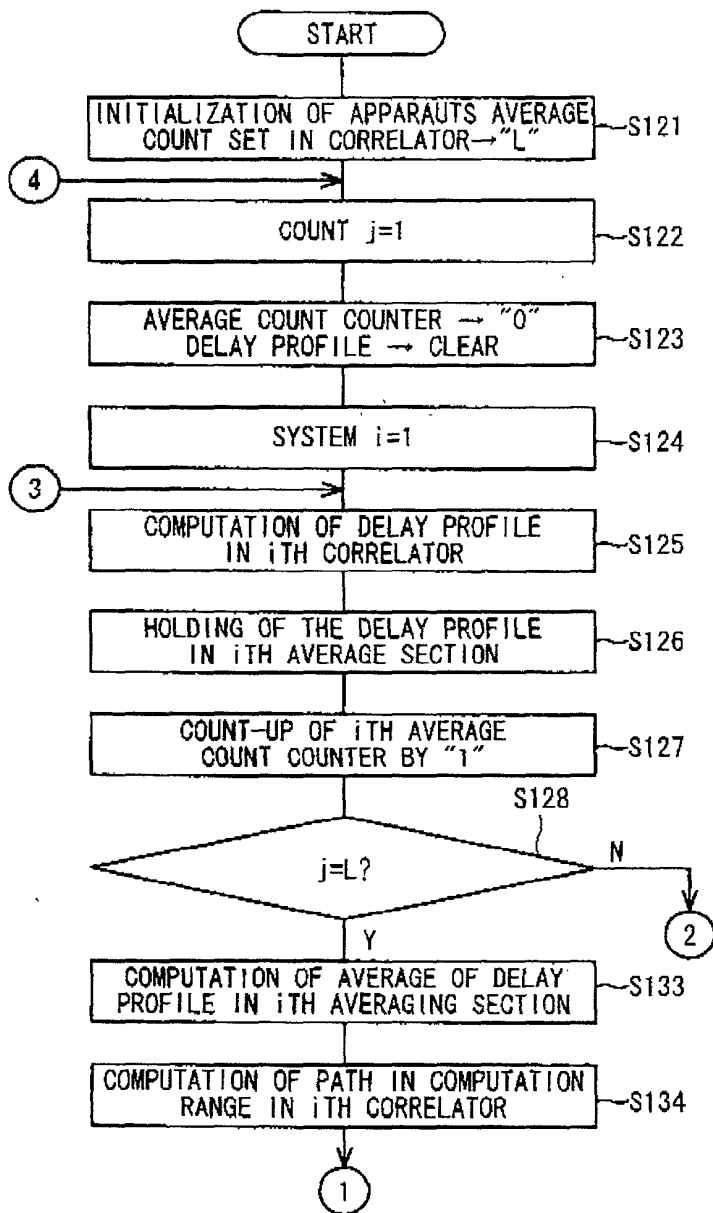 START
INITIALIZATION OF APPARAUTS AVERAGE
COUNT SET IN CORRELATOR→"L"
S121
4
COUNT j=1
S122
AVERAGE COUNT COUNTER → "0"
DELAY PROFILE → CLEAR
S123
SYSTEM i=1
S124
3
COMPUTATION OF DELAY PROFILE
IN iTH CORRELATOR
S125
HOLDING OF THE DELAY PROFILE
IN iTH AVERAGE SECTION
S126
COUNT-UP OF iTH AVERAGE
COUNT COUNTER BY "1"
S127
S128
j=L?
N
2
Y
COMPUTATION OF AVERAGE OF DELAY
PROFILE IN iTH AVERAGING SECTION
S133
COMPUTATION OF PATH IN COMPUTATION
RANGE IN iTH CORRELATOR
S134
1